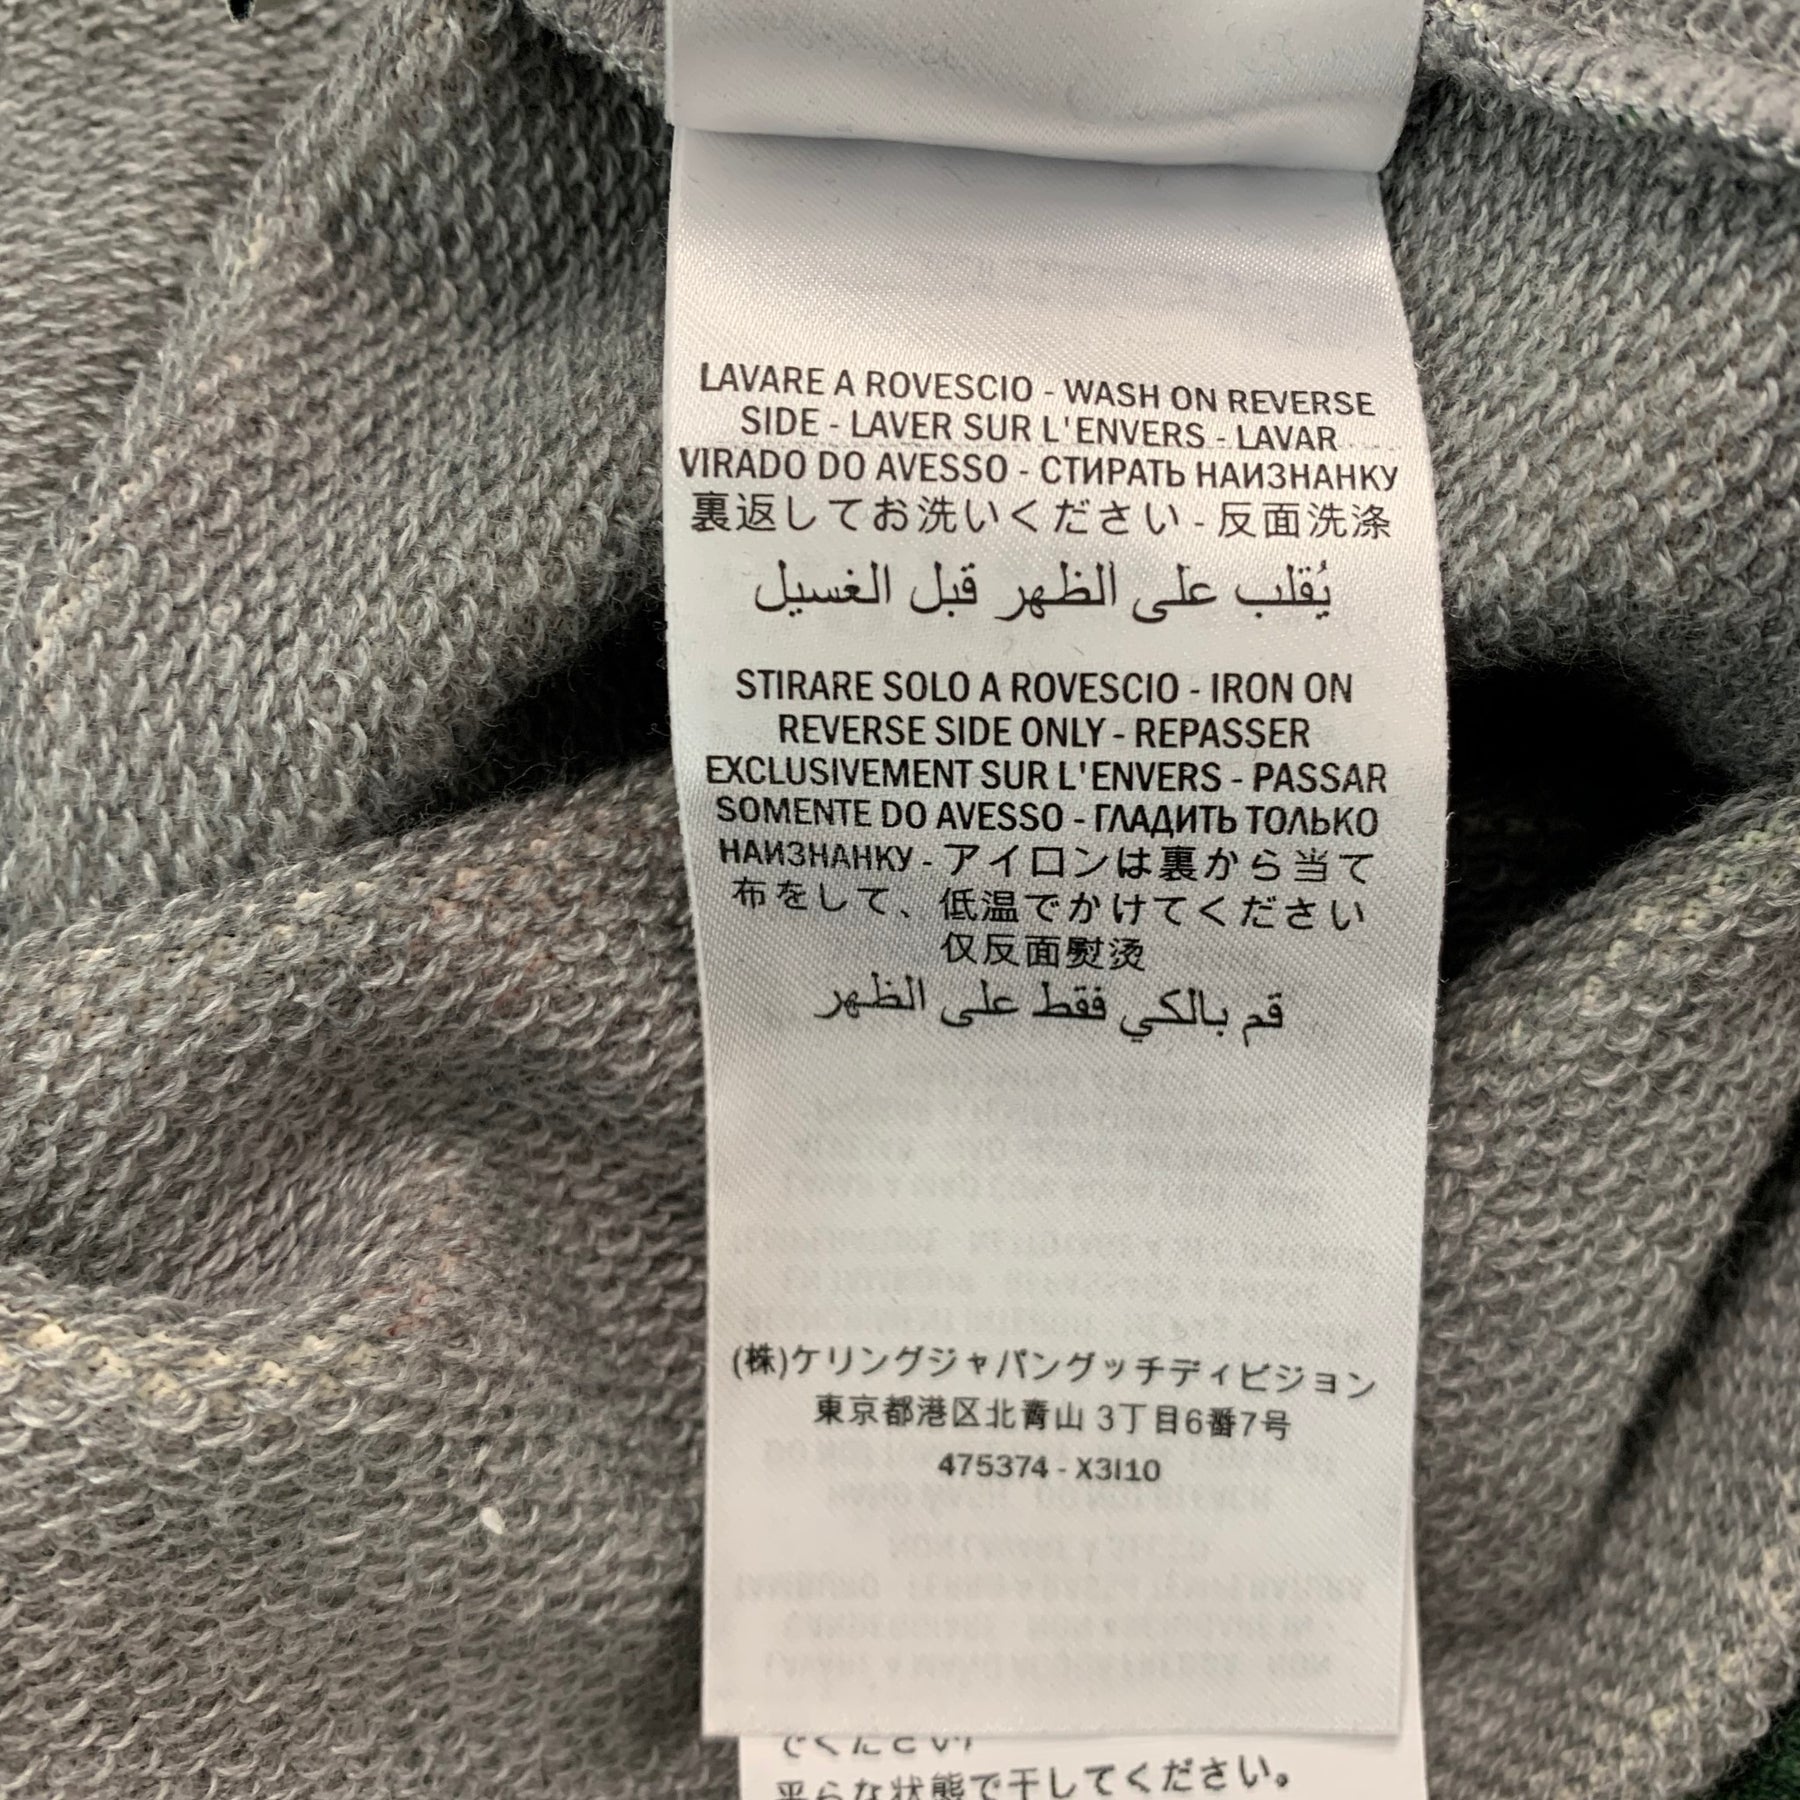 LAVARE A ROVESCIO - WASH ON REVERSE
SIDE - LAVER SUR L'ENVERS - LAVAR
VIRADO DO AVESSO - СТИРАТЬ НАИЗНАНКУ
裏返してお洗いください - 反面洗涤
يُقلب على الظهر قبل الغسيل
STIRARE SOLO A ROVESCIO - IRON ON
REVERSE SIDE ONLY - REPASSER
EXCLUSIVEMENT SUR L'ENVERS - PASSAR
SOMENTE DO AVESSO - ГЛАДИТЬ ТОЛЬКО
НАИЗНАНКУ - アイロンは裏から当て
布をして、低温でかけてください
仅反面熨烫
قم بالكي فقط على الظهر
(株)ケリングジャパングッチディビジョン
東京都港区北青山 3丁目6番7号
475374 - X3I10
でください
平らな状態で干してください。